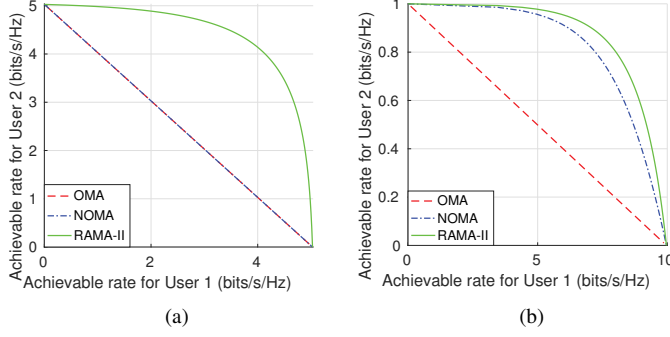 5
4
3
2
1
0
0
2
4
Achievable rate for User 2 (bits/s/Hz)
Achievable rate for User 1 (bits/s/Hz)
OMA
NOMA
RAMA-II
(a)
1
0.8
0.6
0.4
0.2
0
0
5
10
Achievable rate for User 2 (bits/s/Hz)
Achievable rate for User 1 (bits/s/Hz)
OMA
NOMA
RAMA-II
(b)